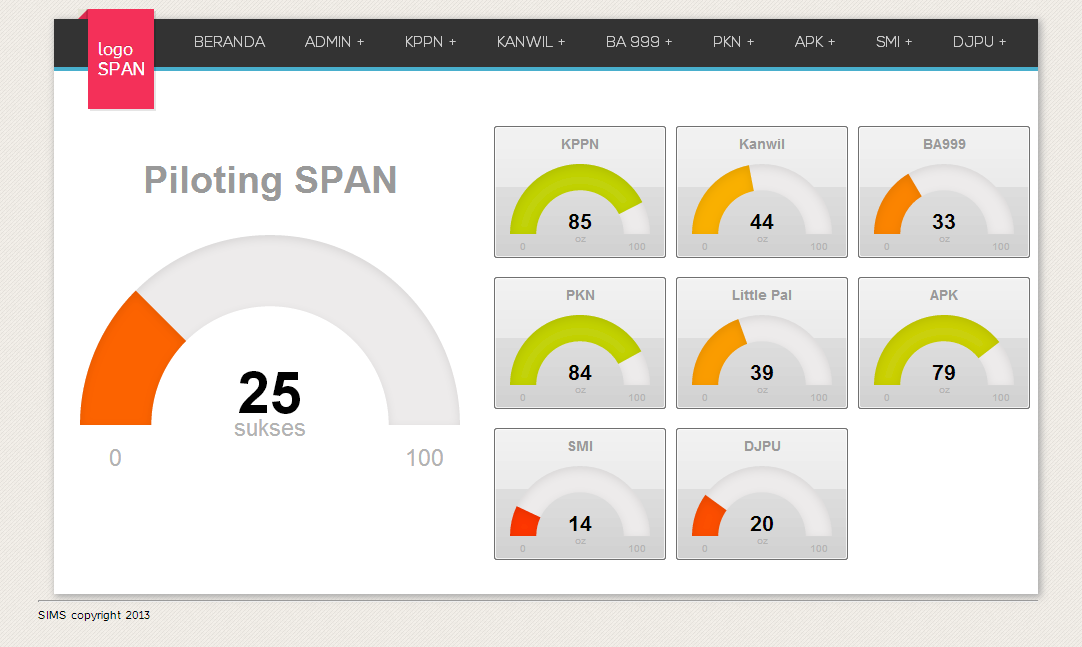 logo
SPAN
BERANDA ADMIN + KPPN + KANWIL + BA 999 + PKN + APK + SMI + DJPU +
Piloting SPAN
25
sukses
0 100
KPPN
85
oz
0 100
Kanwil
44
oz
0 100
BA999
33
oz
0 100
PKN
84
oz
0 100
Little Pal
39
oz
0 100
APK
79
oz
0 100
SMI
14
oz
0 100
DJPU
20
oz
0 100
SIMS copyright 2013